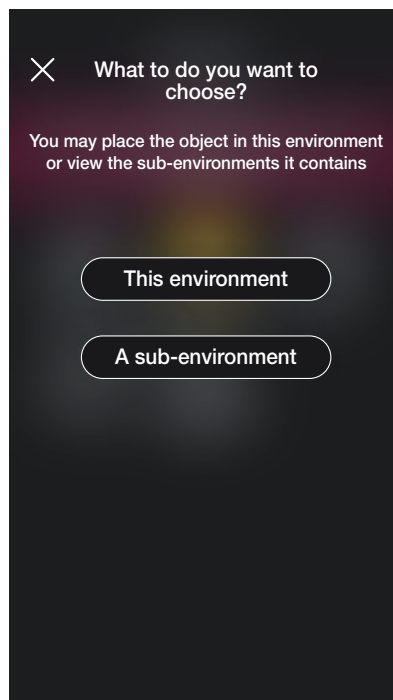 What to do you want to
choose?
You may place the object in this environment
or view the sub-environments it contains
This environment
A sub-environment